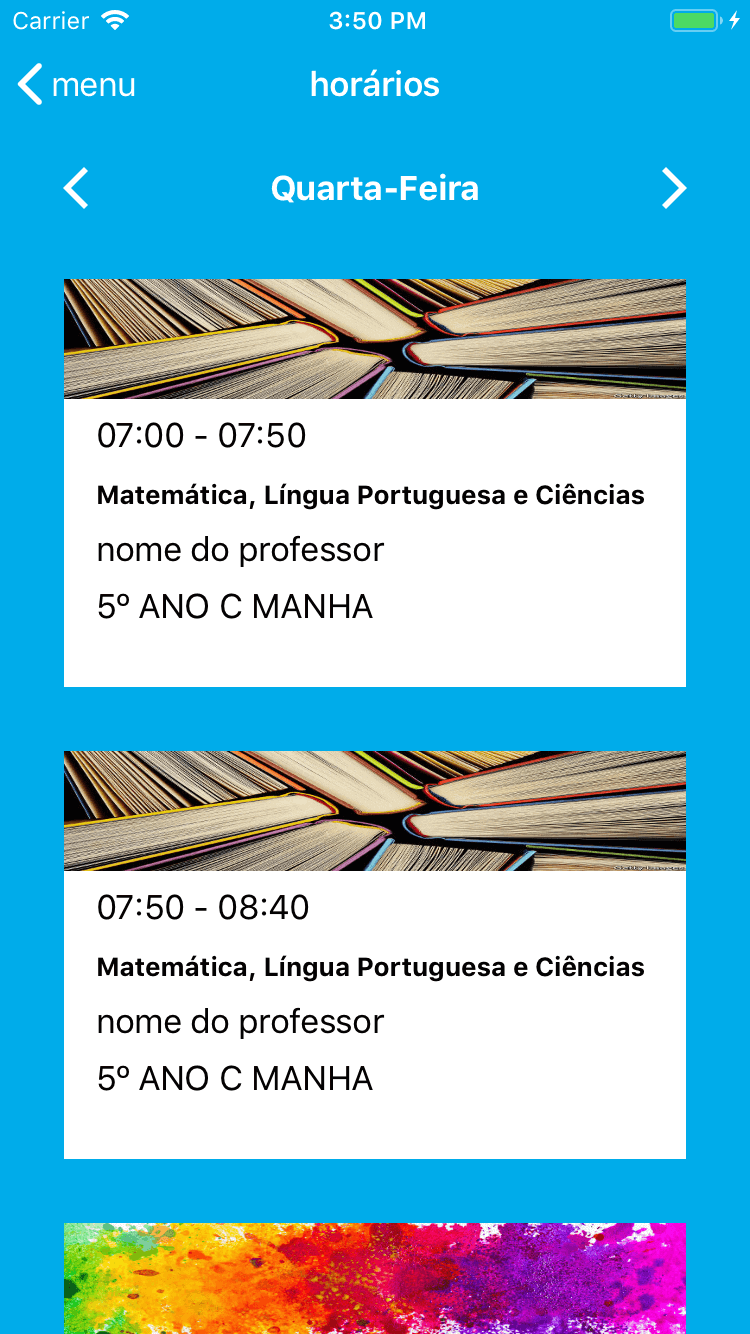 Carrier 3:50 PM
menu horários
Quarta-Feira
07:00 - 07:50
Matemática, Língua Portuguesa e Ciências
nome do professor
5º ANO C MANHA
07:50 - 08:40
Matemática, Língua Portuguesa e Ciências
nome do professor
5º ANO C MANHA